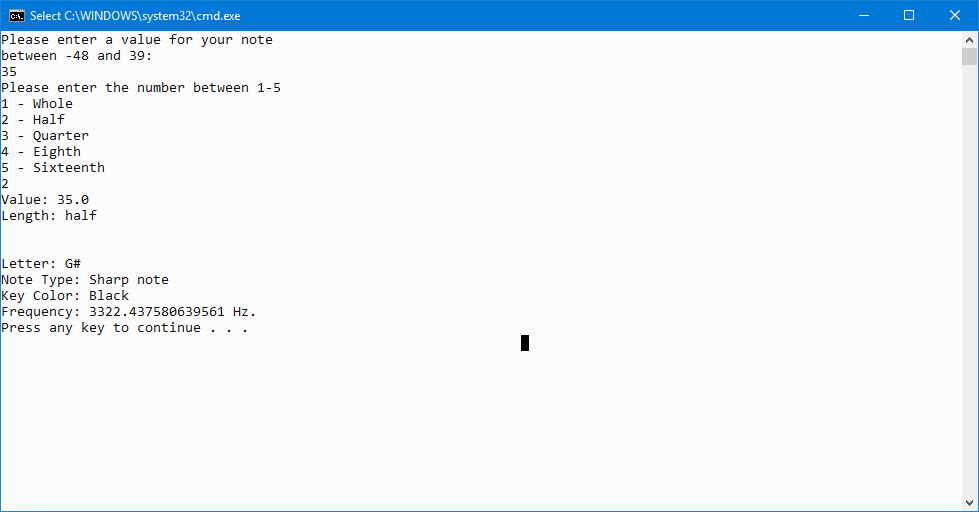 Select C:\WINDOWS\system32\cmd.exe
Please enter a value for your note
between -48 and 39:
35
Please enter the number between 1-5
1 - Whole
2 - Half
3 - Quarter
4 - Eighth
5 - Sixteenth
2
Value: 35.0
Length: half
Letter: G#
Note Type: Sharp note
Key Color: Black
Frequency: 3322.437580639561 Hz.
Press any key to continue . . .